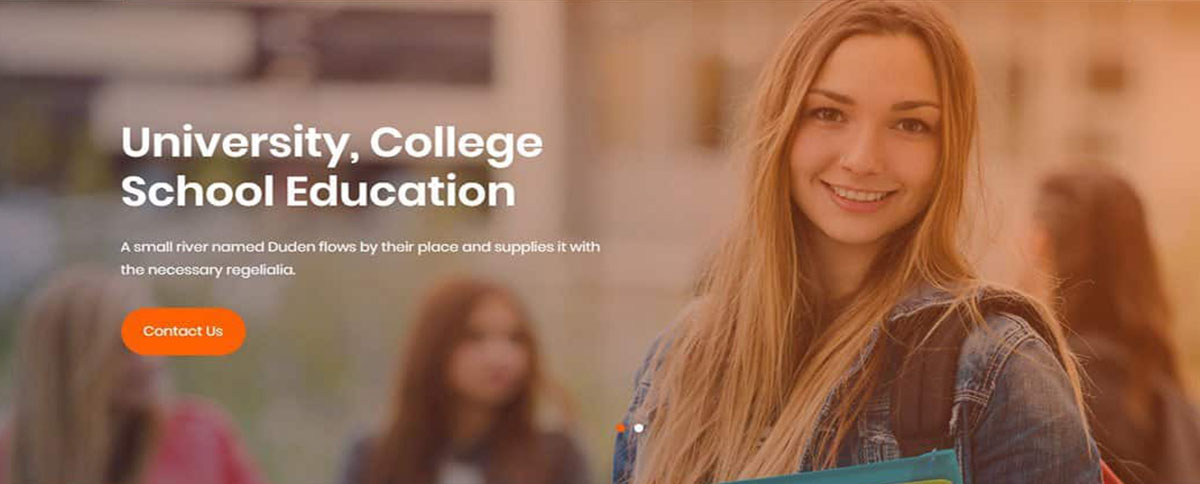 University, College
School Education
A small river named Duden flows by their place and supplies it with
the necessary regelialia.
Contact Us